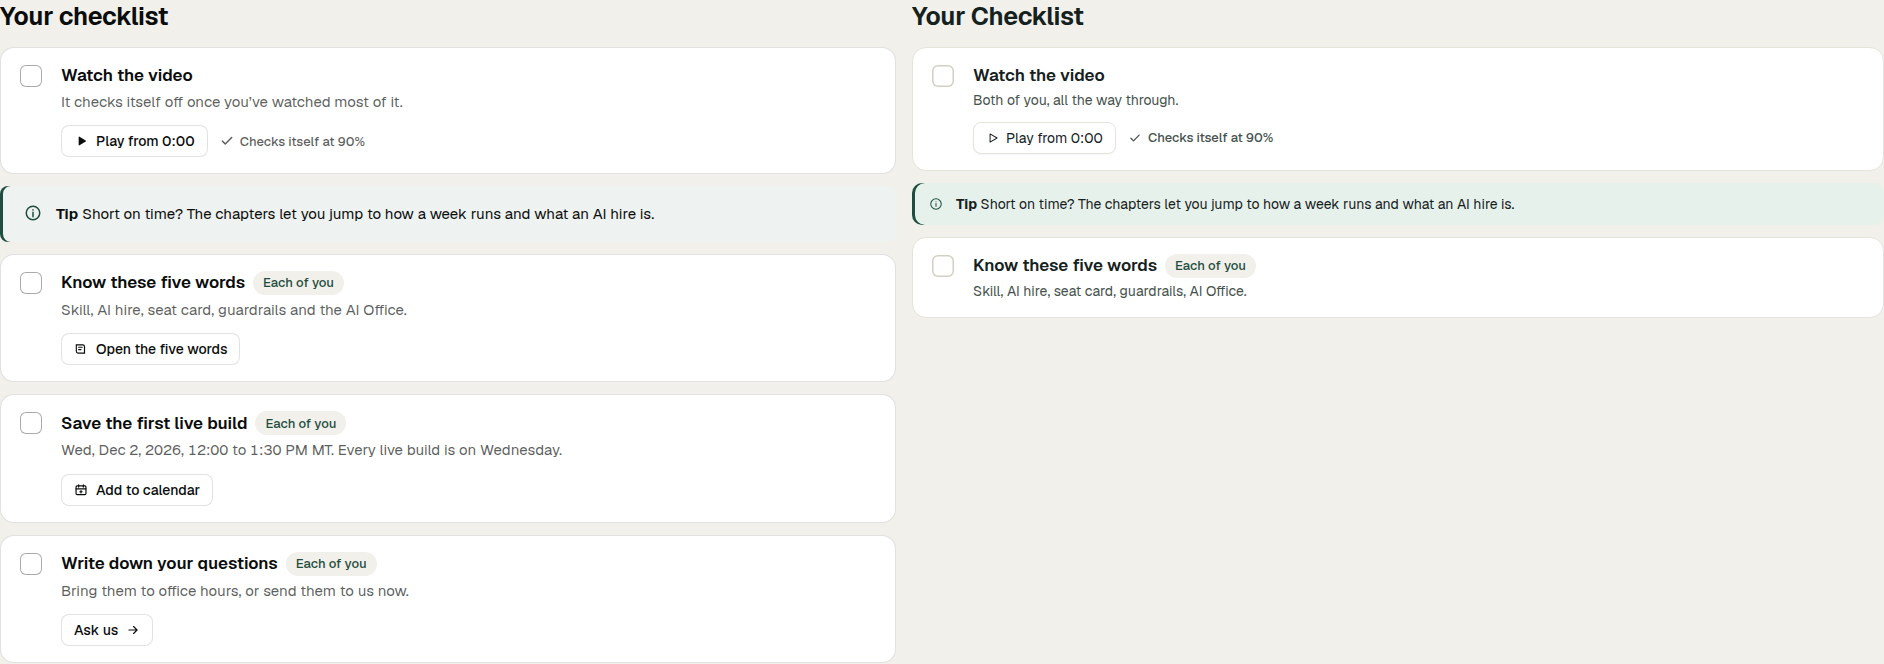 Your checklist
Watch the video
It checks itself off once you've watched most of it.
Play from 0:00
Checks itself at 90%
Tip Short on time? The chapters let you jump to how a week runs and what an AI hire is.
Know these five words
Each of you
Skill, AI hire, seat card, guardrails and the AI Office.
Open the five words
Save the first live build
Each of you
Wed, Dec 2, 2026, 12:00 to 1:30 PM MT. Every live build is on Wednesday.
Add to calendar
Write down your questions
Each of you
Bring them to office hours, or send them to us now.
Ask us
Your Checklist
Watch the video
Both of you, all the way through.
Play from 0:00
Checks itself at 90%
Tip Short on time? The chapters let you jump to how a week runs and what an AI hire is.
Know these five words
Each of you
Skill, AI hire, seat card, guardrails, AI Office.